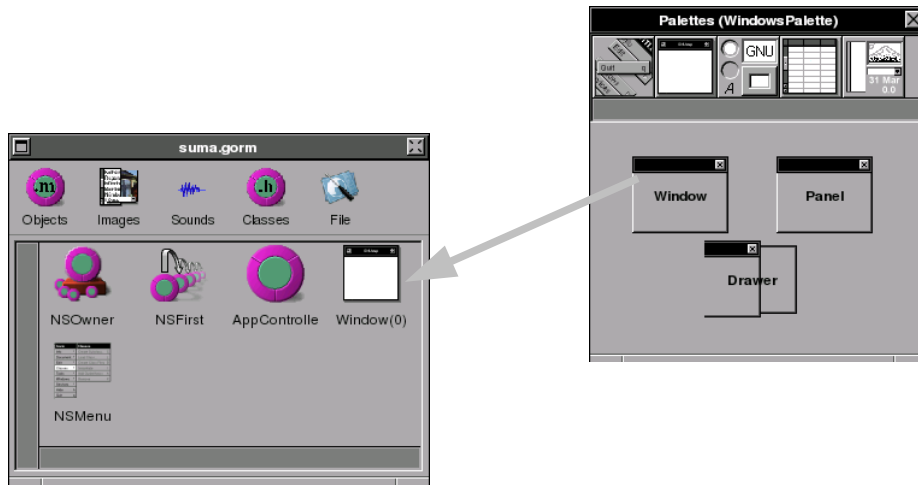 Palettes (WindowsPalette)
Quit q
GNU
A
31 Mar
0.0
Window
Panel
Drawer
suma.gorm
.m
.h
Objects Images Sounds Classes File
NSOwner NSFirst AppControlle Window(0)
NSMenu